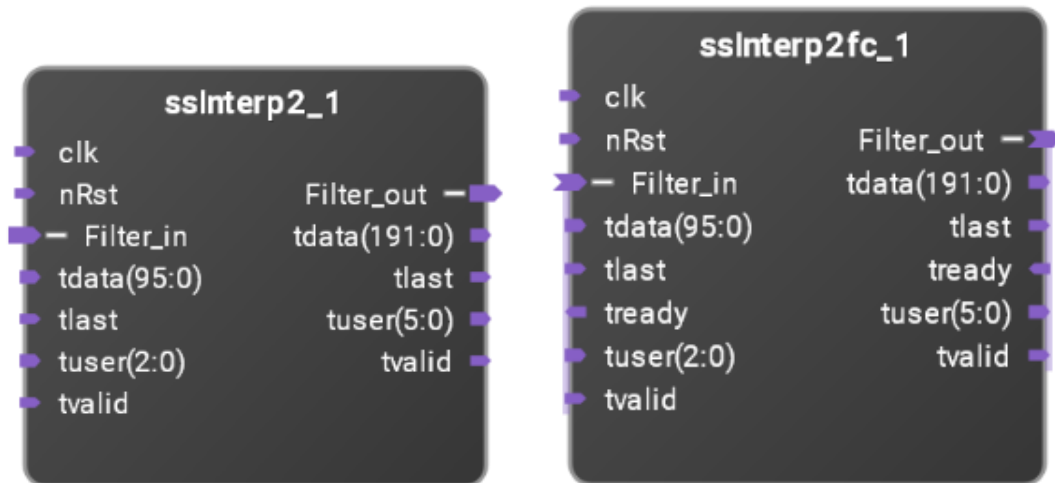 ssInterp2_1
clk
nRst
Filter_out
Filter_in
tdata(191:0)
tdata(95:0)
tlast
tlast
tuser(5:0)
tuser(2:0)
tvalid
tvalid
ssInterp2fc_1
clk
nRst
Filter_out
Filter_in
tdata(191:0)
tdata(95:0)
tlast
tlast
tready
tready
tuser(5:0)
tuser(2:0)
tvalid
tvalid